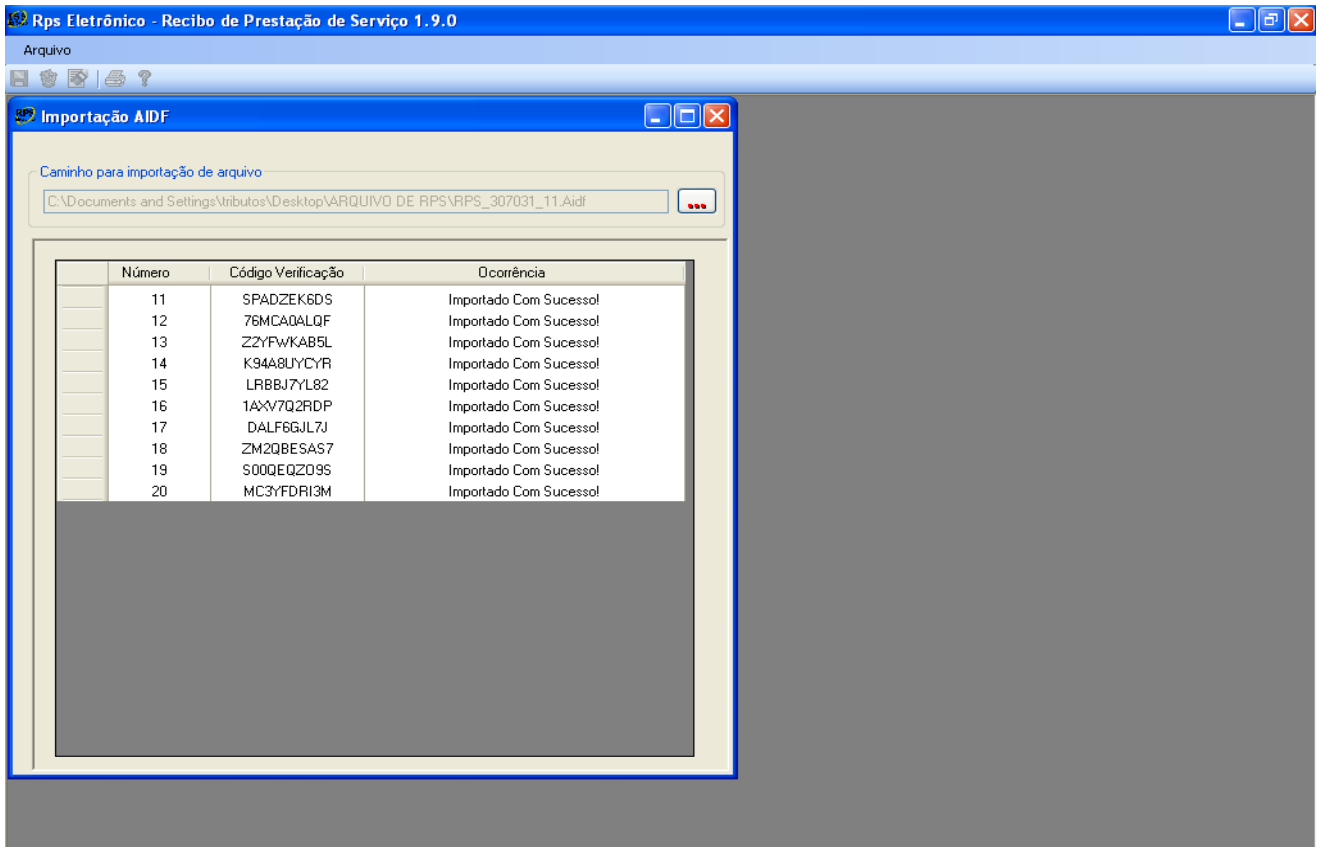 Rps Eletrônico - Recibo de Prestação de Serviço 1.9.0
Arquivo
Importação AIDF
Caminho para importação de arquivo
C:\Documents and Settings\tributos\Desktop\ARQUIVO DE RPS\RPS_307031_11.Aidf
Número Código Verificação Ocorrência
11 SPADZEK6DS Importado Com Sucesso!
12 76MCA0ALQF Importado Com Sucesso!
13 Z2YFWKAB5L Importado Com Sucesso!
14 K94A8UYCYR Importado Com Sucesso!
15 LRBBJ7YL82 Importado Com Sucesso!
16 1AXV7Q2RDP Importado Com Sucesso!
17 DALF6GJL7J Importado Com Sucesso!
18 ZM2QBESAS7 Importado Com Sucesso!
19 S00QEQZO9S Importado Com Sucesso!
20 MC3YFDRI3M Importado Com Sucesso!